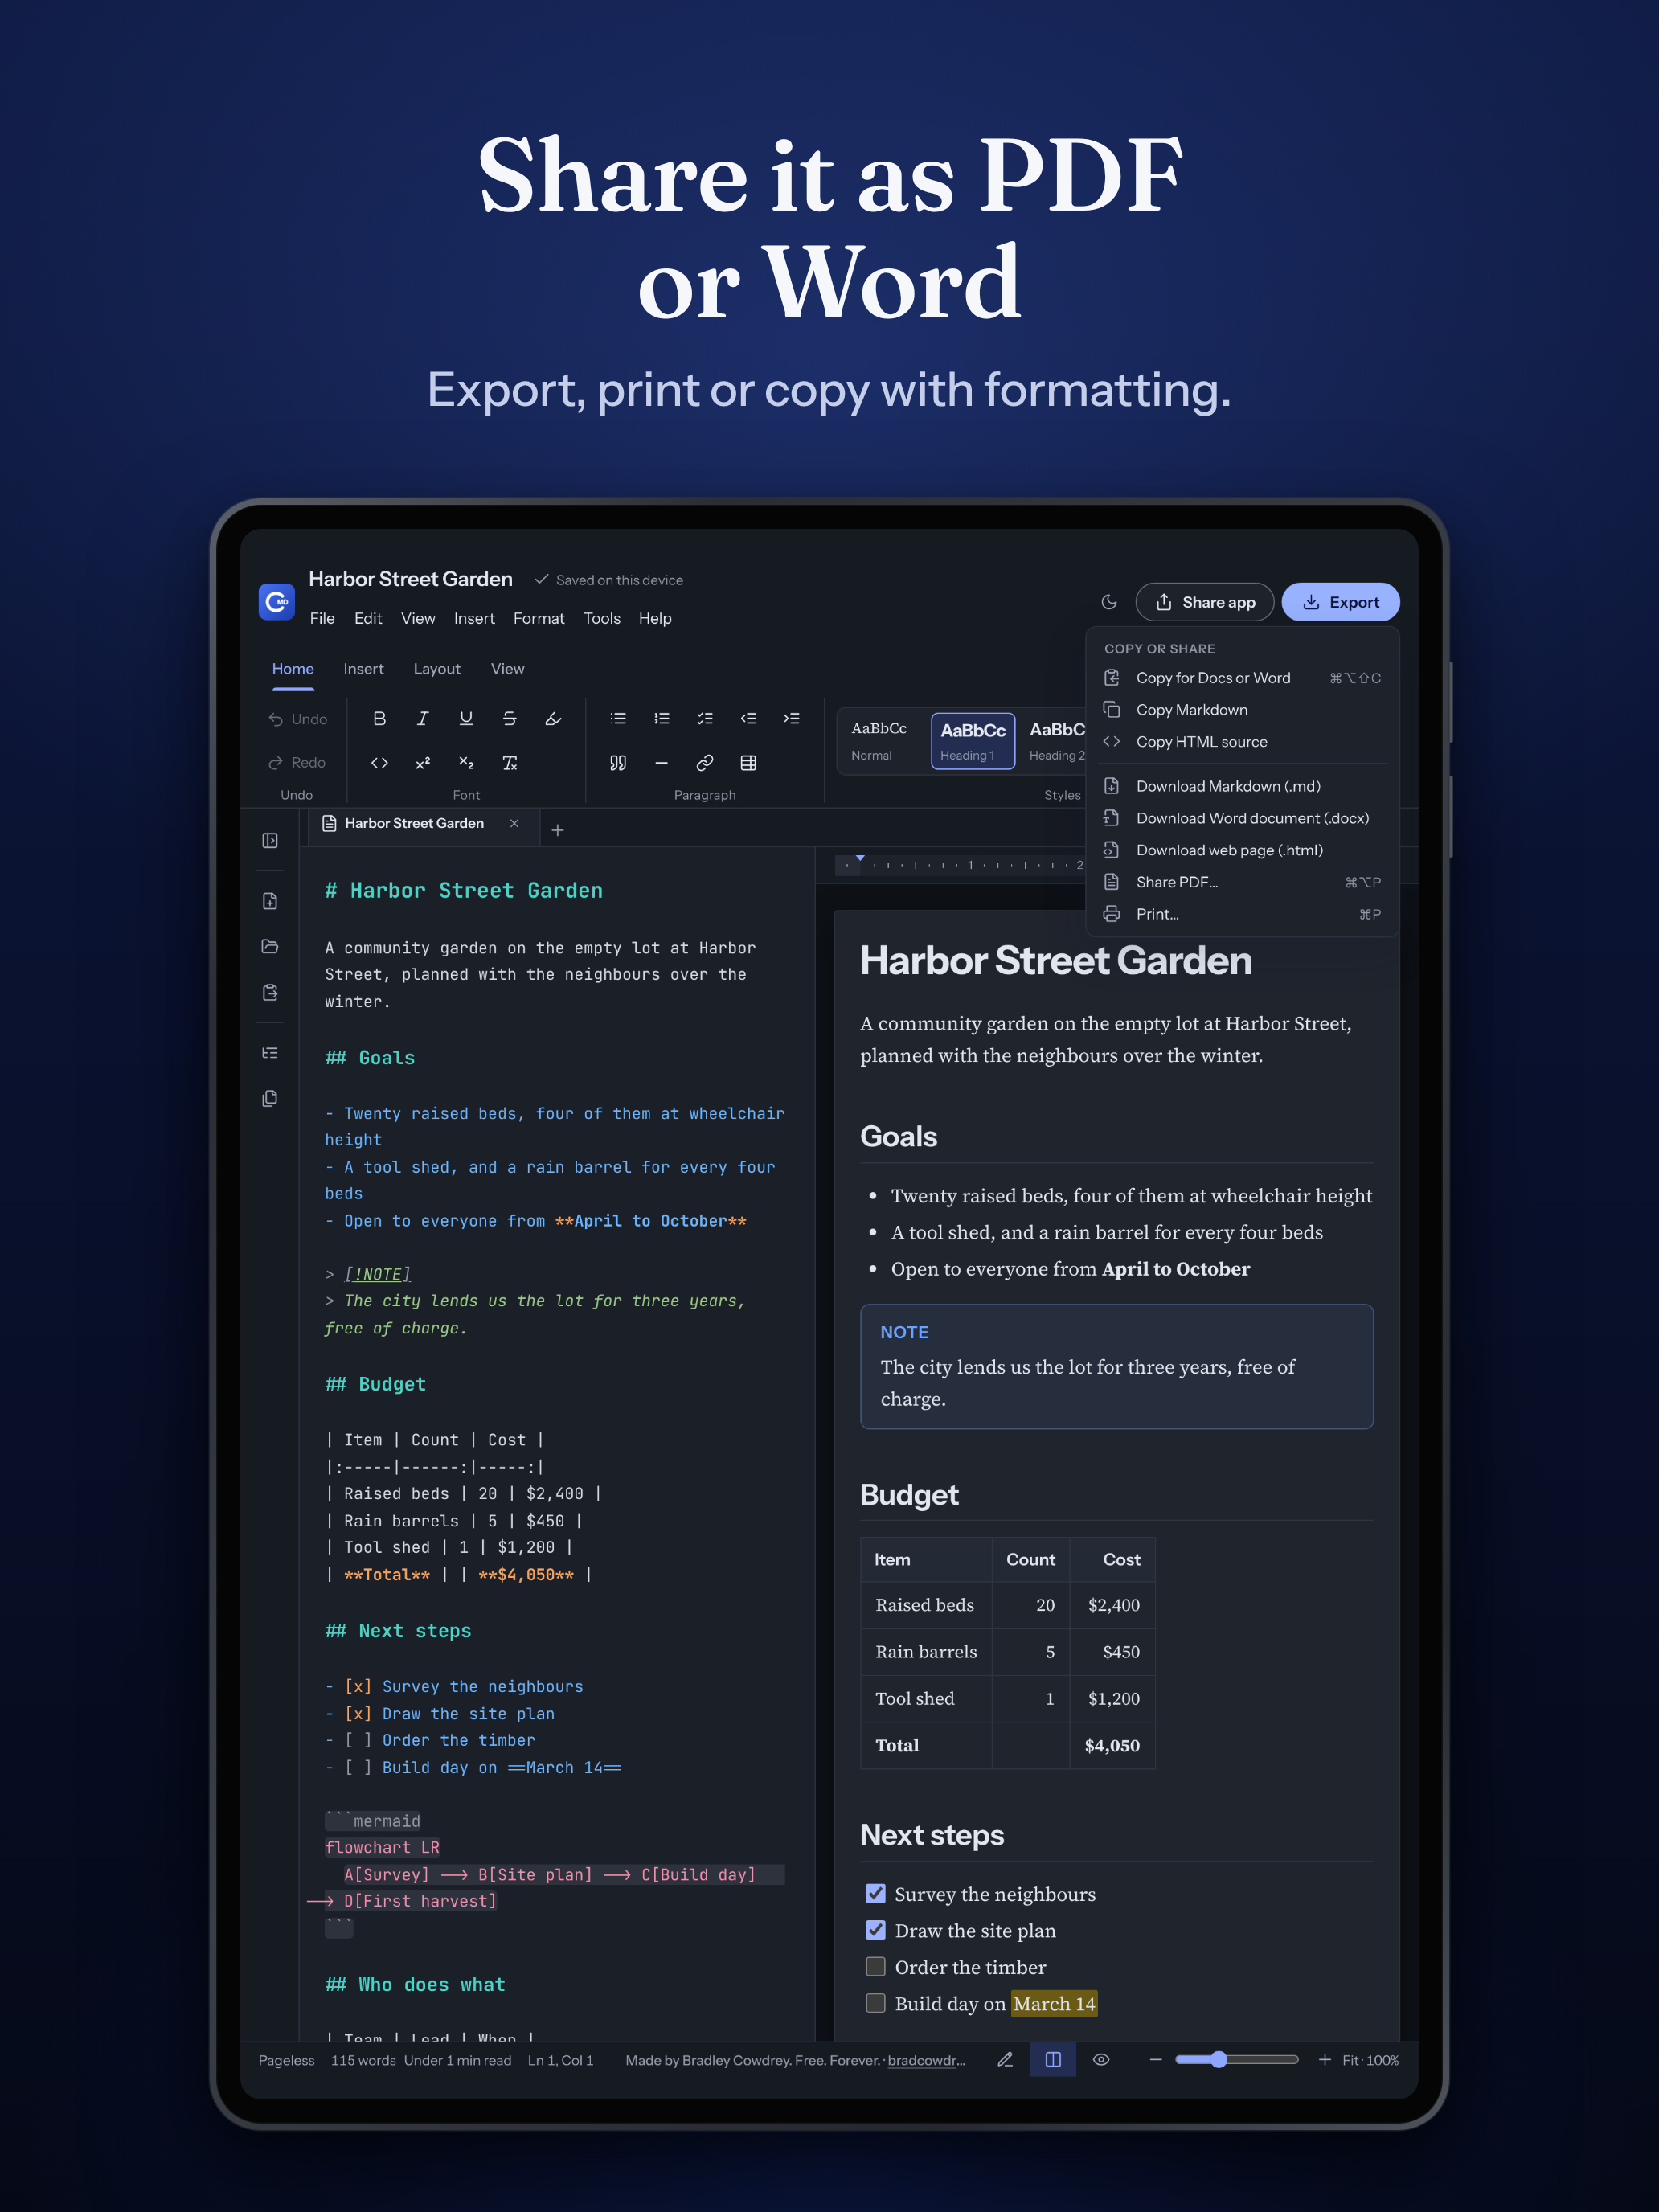 Share it as PDF
or Word
Export, print or copy with formatting.
Harbor Street Garden
Saved on this device
File Edit View Insert Format Tools Help
Share app
Export
Home Insert Layout View
Undo
Redo
Undo
Font
Paragraph
AaBbCc
Normal
AaBbCc
Heading 1
AaBbC
Heading 2
Styles
COPY OR SHARE
Copy for Docs or Word ⌘⌥⇧C
Copy Markdown
Copy HTML source
Download Markdown (.md)
Download Word document (.docx)
Download web page (.html)
Share PDF... ⌘⌥P
Print... ⌘P
Harbor Street Garden
# Harbor Street Garden
A community garden on the empty lot at Harbor
Street, planned with the neighbours over the
winter.
## Goals
- Twenty raised beds, four of them at wheelchair
height
- A tool shed, and a rain barrel for every four
beds
- Open to everyone from **April to October**
> [!NOTE]
> The city lends us the lot for three years,
free of charge.
## Budget
| Item | Count | Cost |
|:-----|------:|-----:|
| Raised beds | 20 | $2,400 |
| Rain barrels | 5 | $450 |
| Tool shed | 1 | $1,200 |
| **Total** | | **$4,050** |
## Next steps
- [x] Survey the neighbours
- [x] Draw the site plan
- [ ] Order the timber
- [ ] Build day on ==March 14==
```mermaid
flowchart LR
A[Survey] --> B[Site plan] --> C[Build day]
--> D[First harvest]
```
## Who does what
| Team | Lead | When |
1 2
Harbor Street Garden
A community garden on the empty lot at Harbor Street,
planned with the neighbours over the winter.
Goals
• Twenty raised beds, four of them at wheelchair height
• A tool shed, and a rain barrel for every four beds
• Open to everyone from April to October
NOTE
The city lends us the lot for three years, free of
charge.
Budget
Item Count Cost
Raised beds 20 $2,400
Rain barrels 5 $450
Tool shed 1 $1,200
Total $4,050
Next steps
Survey the neighbours
Draw the site plan
Order the timber
Build day on March 14
Pageless 115 words Under 1 min read Ln 1, Col 1 Made by Bradley Cowdrey. Free. Forever. · bradcowdr... Fit · 100%